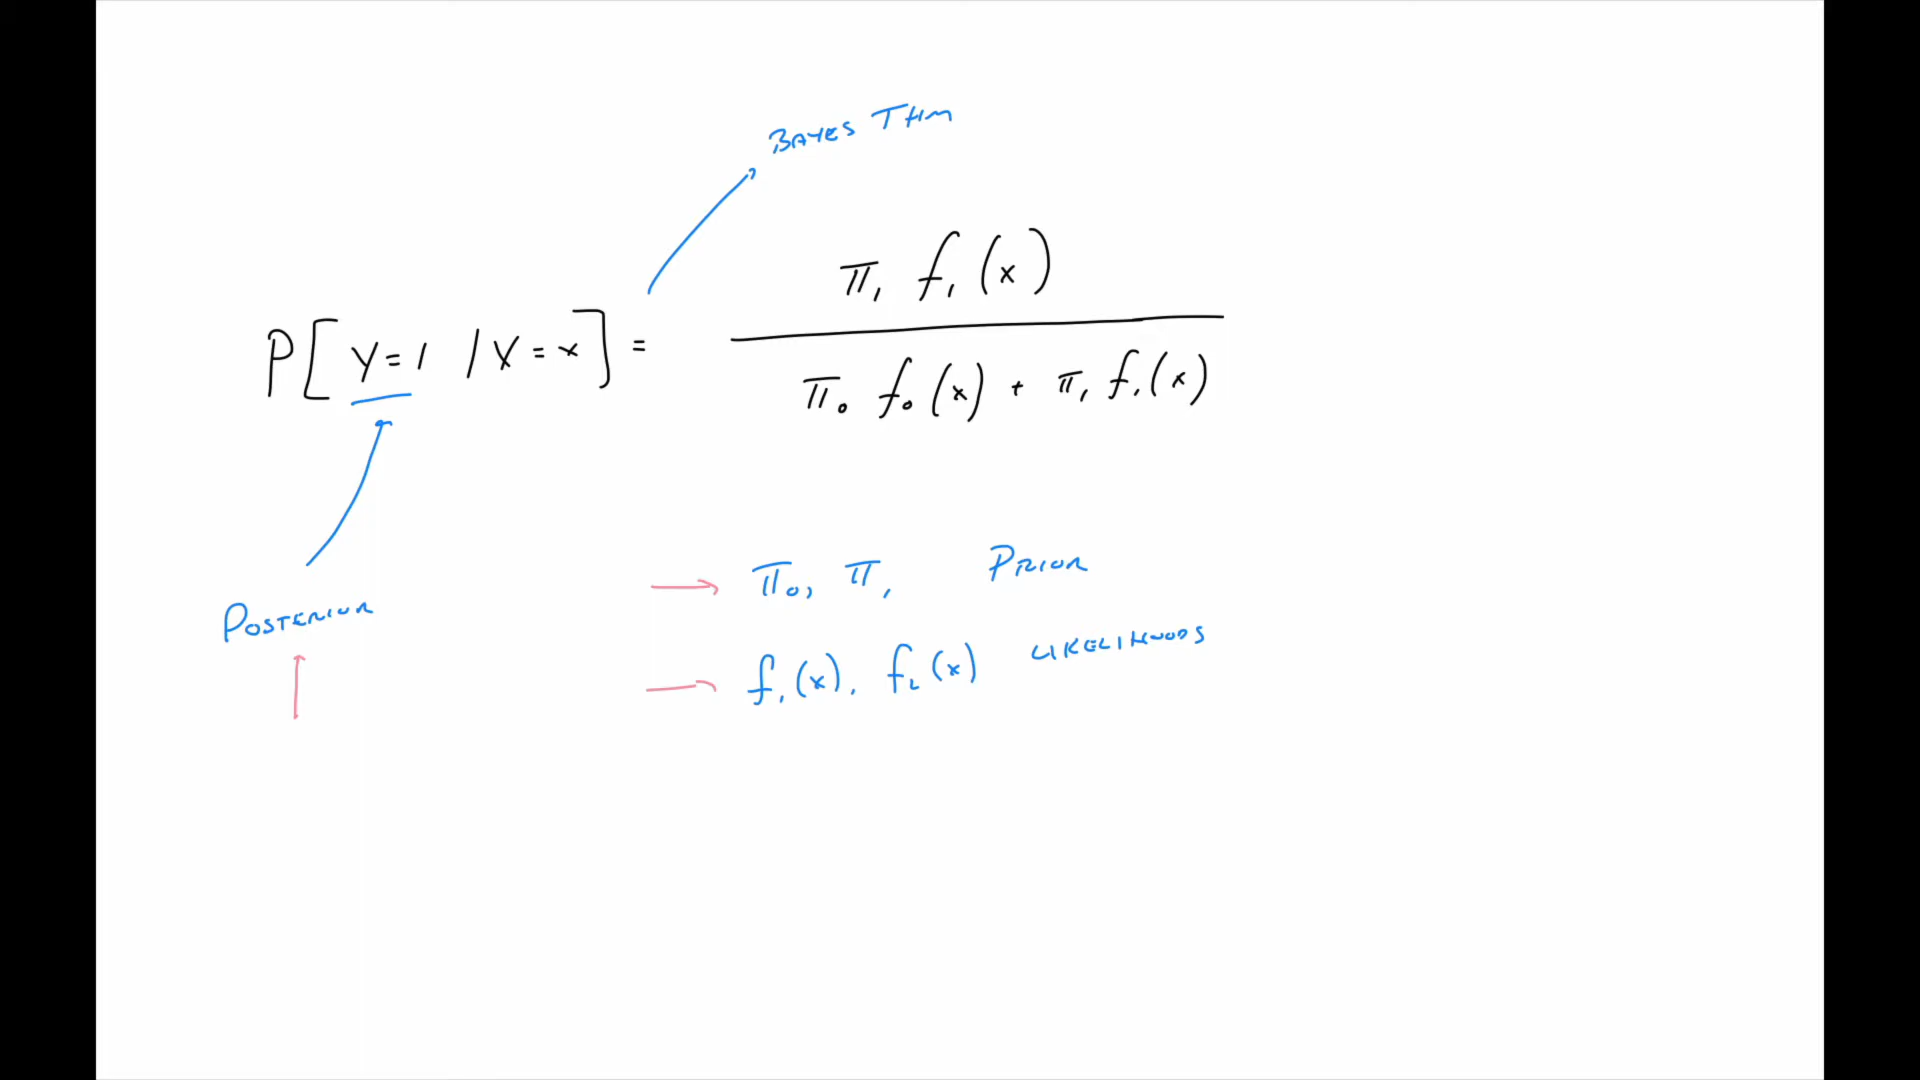 BAYES THM
P[Y=1 / X=x] = π₁ f₁(x) / π₀ f₀(x) + π₁ f₁(x)
POSTERIOR
→ π₀, π₁ PRIOR
→ f₁(x), f₂(x) LIKELIHOODS